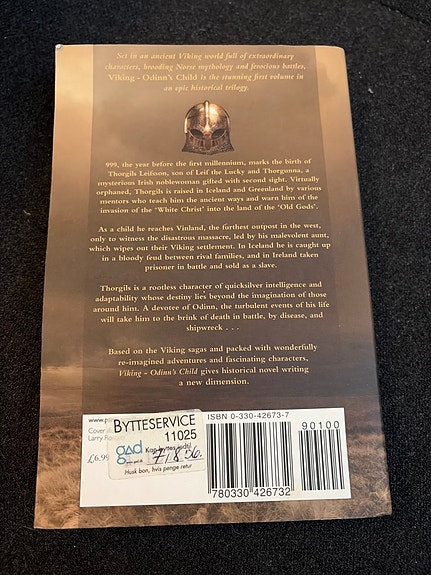 Set in an ancient Viking world full of extraordinary
characters, brooding Norse mythology and ferocious battles,
Viking – Odinn's Child is the stunning first volume in
an epic historical trilogy.
999, the year before the first millennium, marks the birth of
Thorgils Leifsson, son of Leif the Lucky and Thorgunna, a
mysterious Irish noblewoman gifted with second sight. Virtually
orphaned, Thorgils is raised in Iceland and Greenland by various
mentors who teach him the ancient ways and warn him of the
invasion of the 'White Christ' into the land of the 'Old Gods'.
As a child he reaches Vinland, the furthest outpost in the west,
only to witness the disastrous massacre, led by his malevolent aunt,
which wipes out their Viking settlement. In Iceland he is caught up
in a bloody feud between rival families, and in Ireland taken
prisoner in battle and sold as a slave.
Thorgils is a rootless character of quicksilver intelligence and
adaptability whose destiny lies beyond the imagination of those
around him. A devotee of Odinn, the turbulent events of his life
will take him to the brink of death in battle, by disease, and
shipwreck . . .
Based on the Viking sagas and packed with wonderfully
re-imagined adventures and fascinating characters,
Viking – Odinn's Child gives historical novel writing
a new dimension.
www.p
Cover
Larry
£6.99
BYTTESERVICE
11025
gad
Kan byttes indtil
Husk bon, hvis penge retur
ISBN 0-330-42673-7
90100
9780330 426732